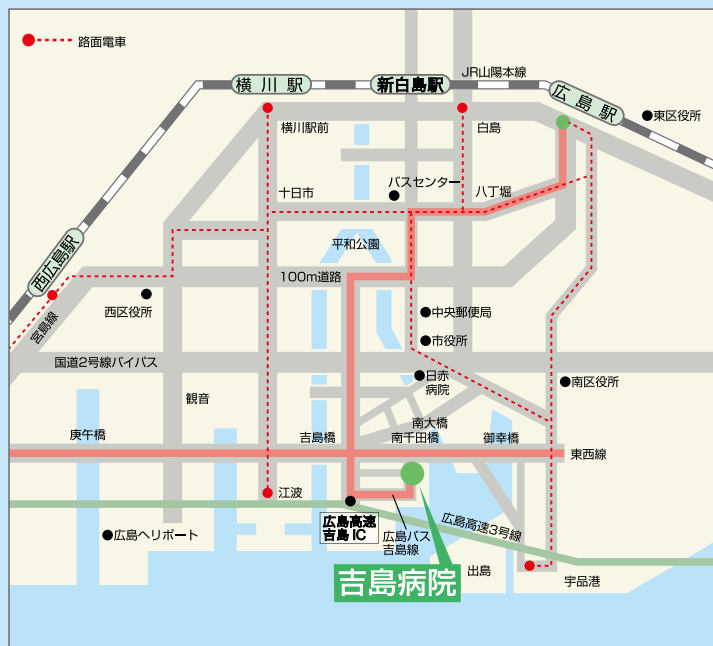 路面電車
横川駅
新白島駅
JR山陽本線
広島駅
東区役所
横川駅前
白島
十日市
バスセンター
八丁堀
平和公園
西広島駅
100m道路
西区役所
宮島線
中央郵便局
市役所
国道2号線バイパス
日赤
病院
南区役所
観音
南大橋
庚午橋
吉島橋
南千田橋
御幸橋
東西線
江波
広島高速
吉島IC
広島バス
吉島線
広島高速3号線
広島ヘリポート
吉島病院
出島
宇品港